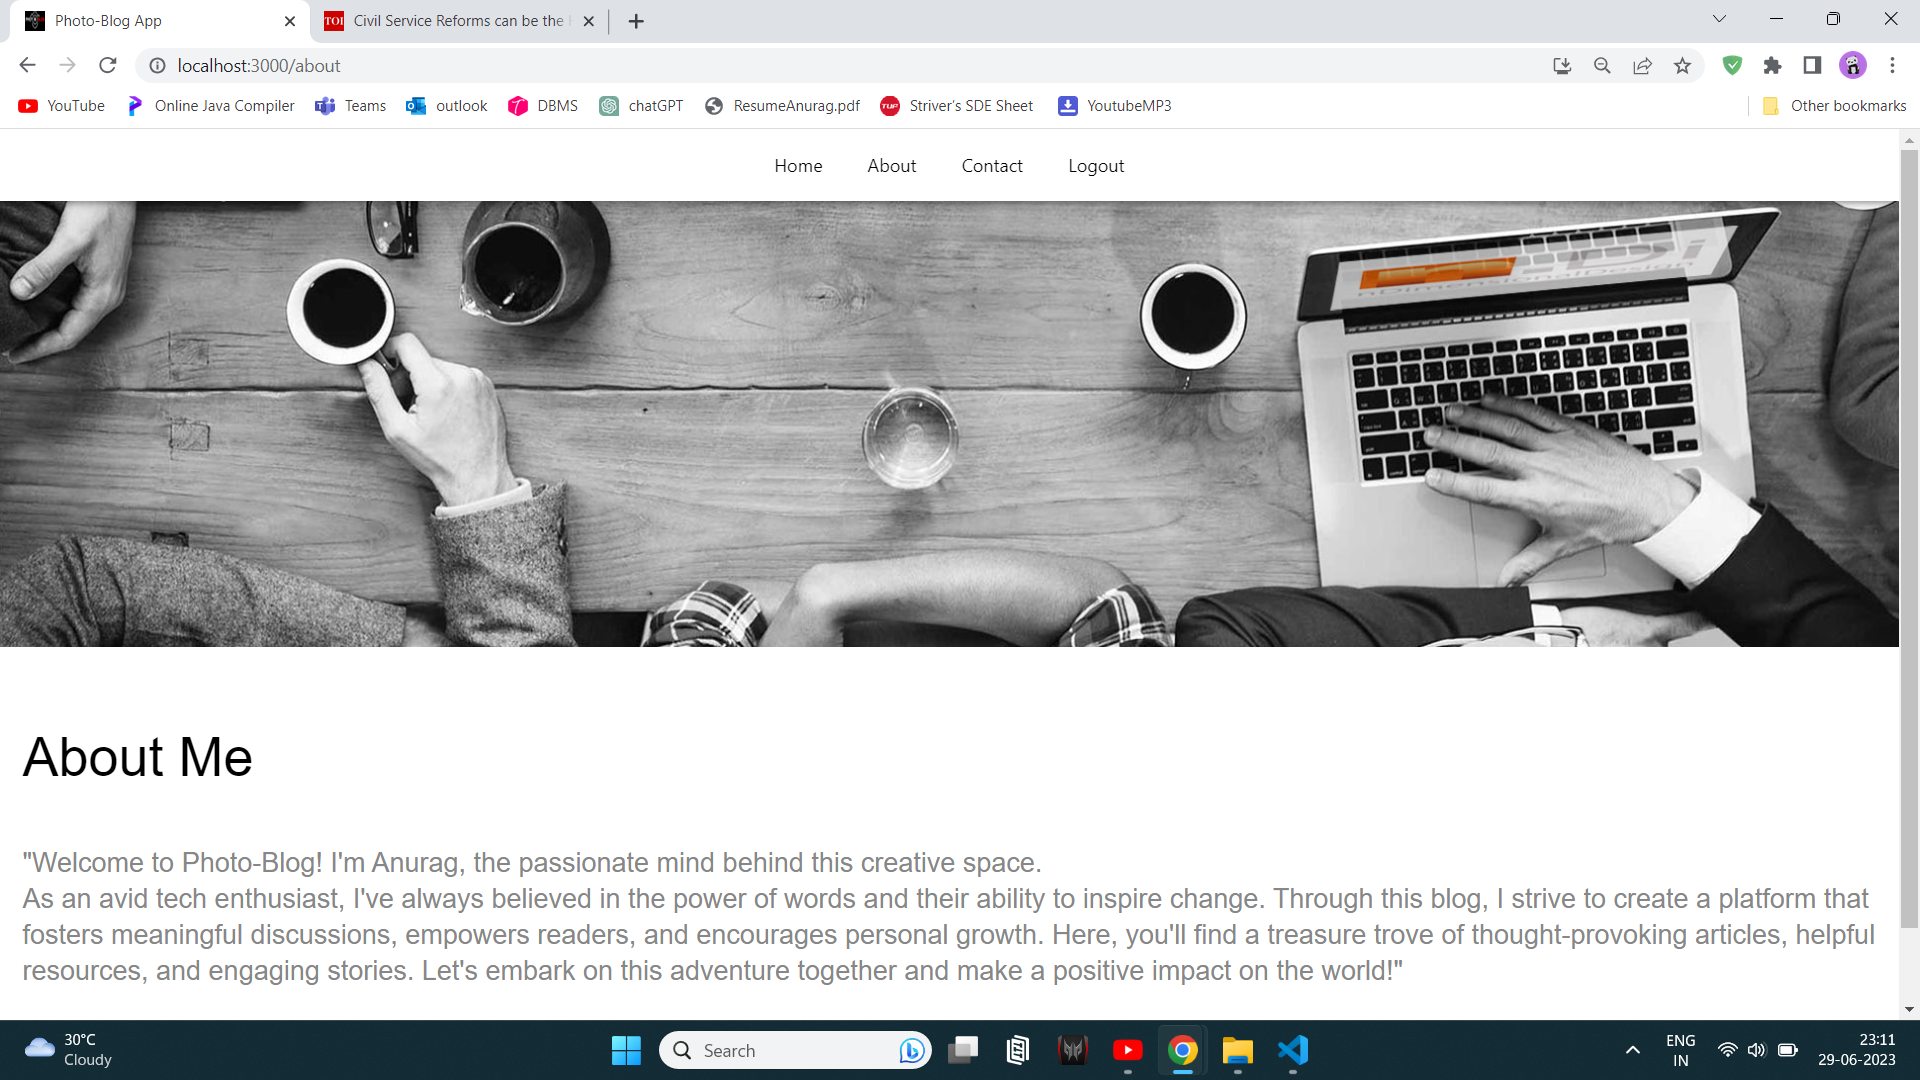 Photo-Blog App
TOI
Civil Service Reforms can be the
localhost:3000/about
YouTube
Online Java Compiler
Teams
outlook
DBMS
chatGPT
ResumeAnurag.pdf
TUF
Striver's SDE Sheet
YoutubeMP3
Other bookmarks
Home
About
Contact
Logout
About Me
"Welcome to Photo-Blog! I'm Anurag, the passionate mind behind this creative space.
As an avid tech enthusiast, I've always believed in the power of words and their ability to inspire change. Through this blog, I strive to create a platform that
fosters meaningful discussions, empowers readers, and encourages personal growth. Here, you'll find a treasure trove of thought-provoking articles, helpful
resources, and engaging stories. Let's embark on this adventure together and make a positive impact on the world!"
30°C
Cloudy
Search
ENG
IN
23:11
29-06-2023